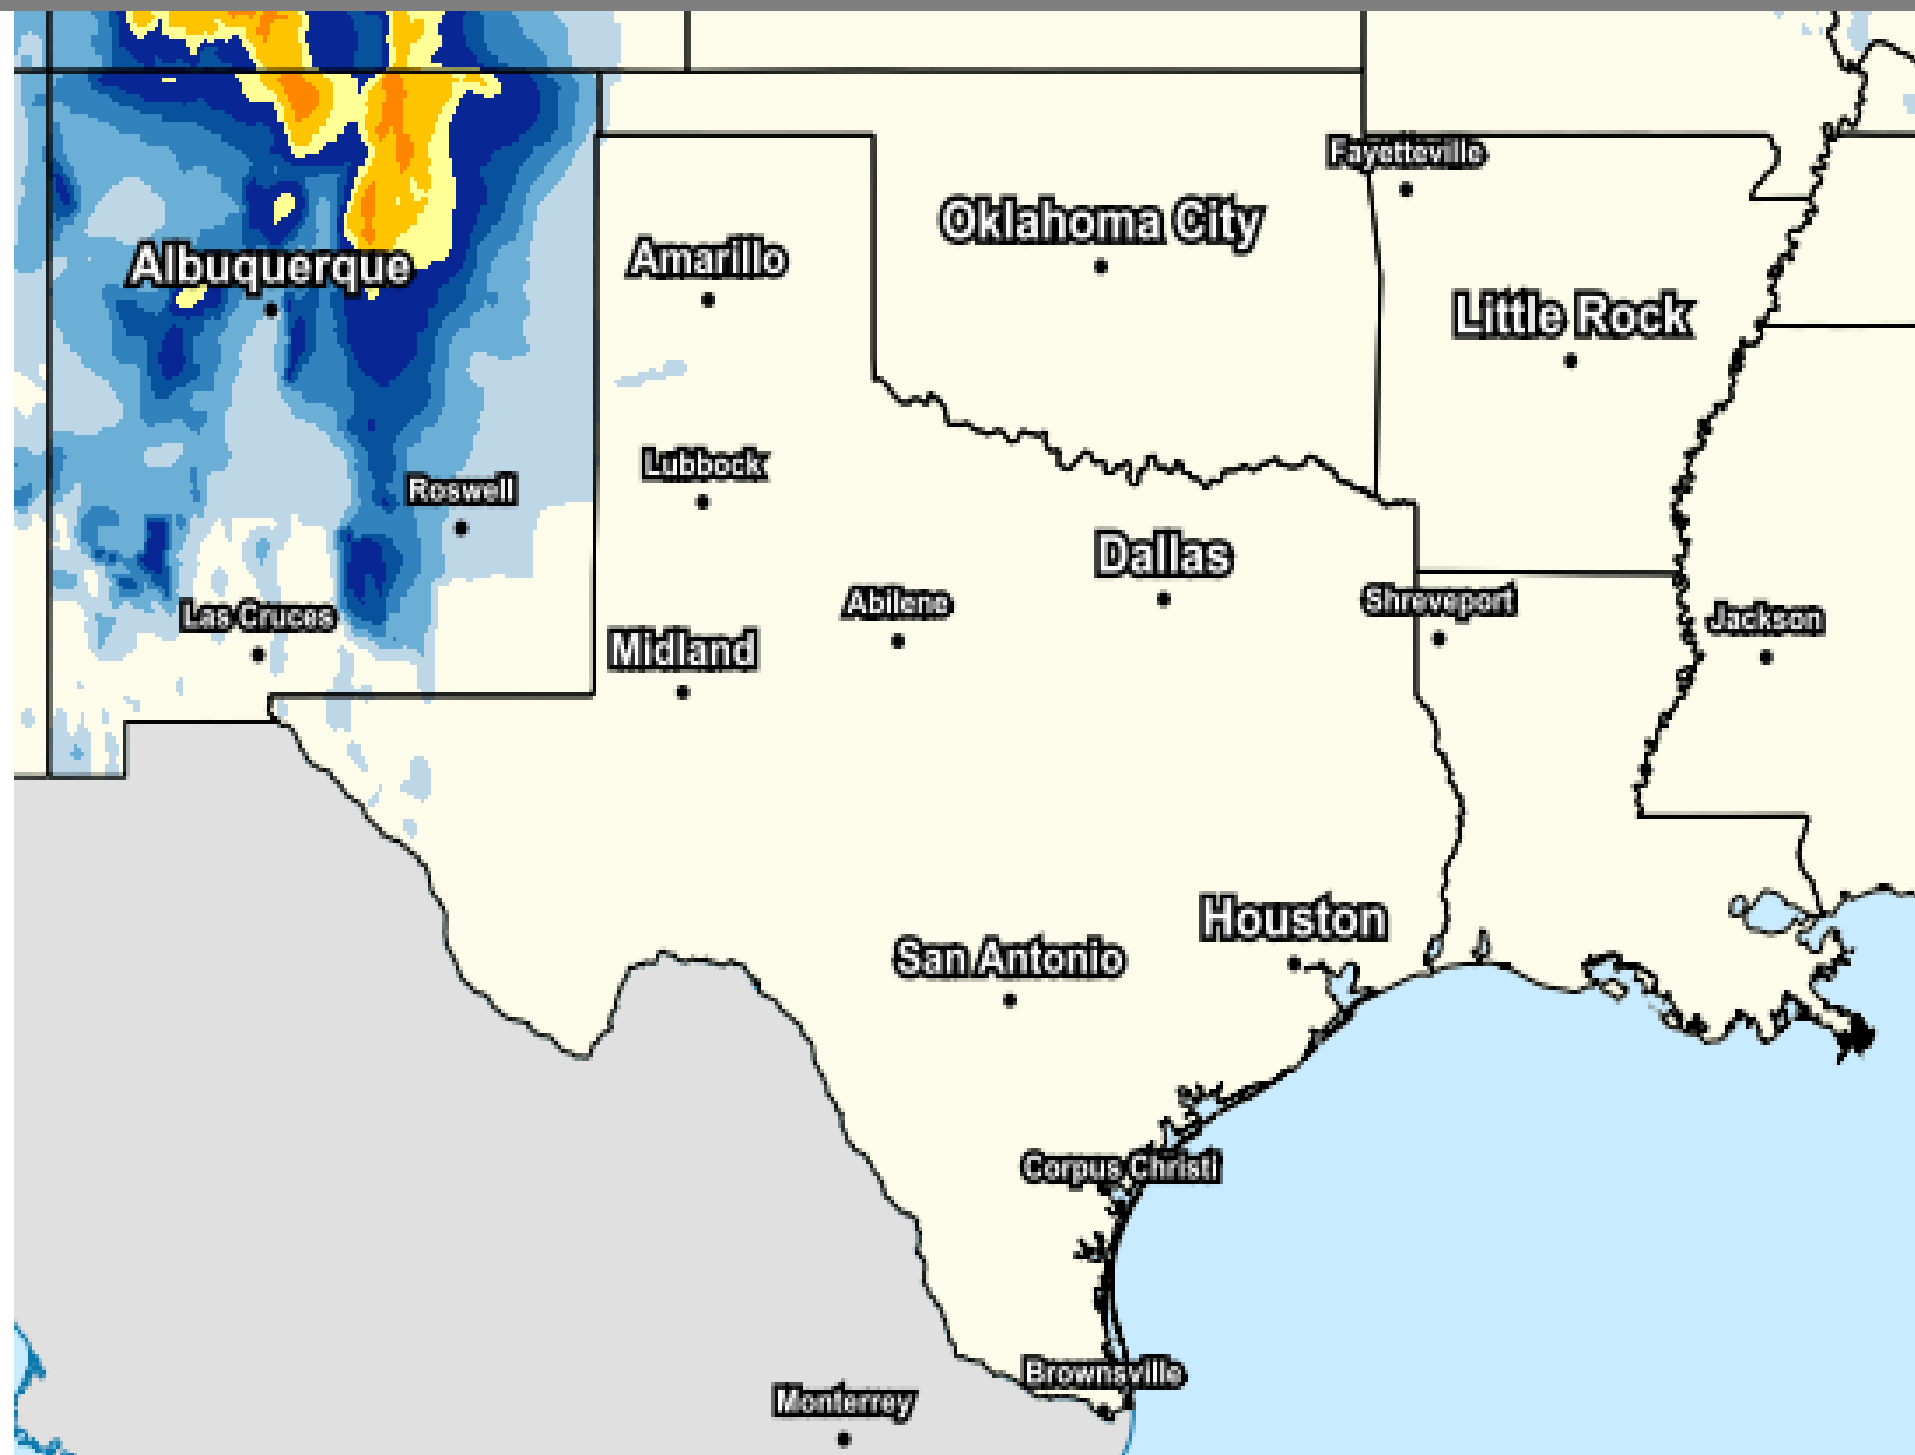 Fayetteville
Oklahoma City
Albuquerque
Amarillo
Little Rock
Lubbock
Roswell
Dallas
Abilene
Shreveport
Las Cruces
Jackson
Midland
Houston
San Antonio
Corpus Christi
Brownsville
Monterrey